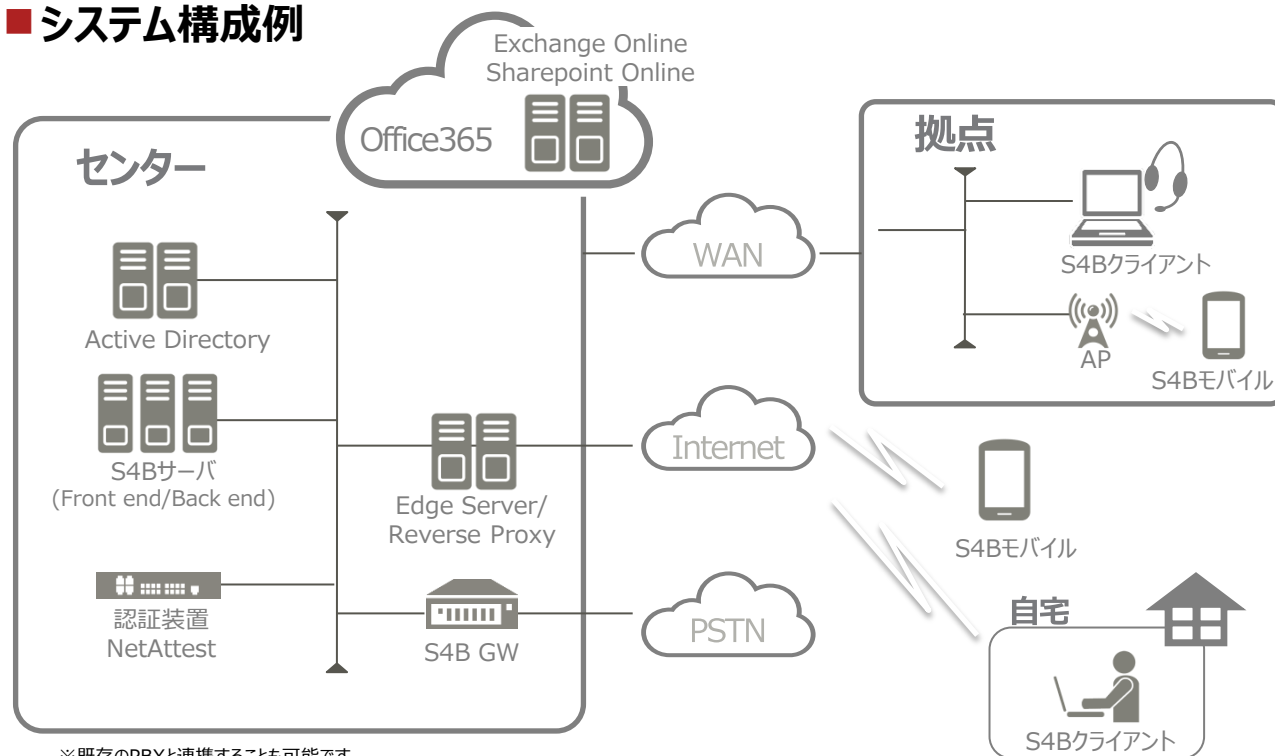 ■システム構成例
Exchange Online
Sharepoint Online
Office365
センター
Active Directory
S4Bサーバ
(Front end/Back end)
認証装置
NetAttest
Edge Server/
Reverse Proxy
S4B GW
WAN
Internet
PSTN
拠点
S4Bクライアント
AP
S4Bモバイル
S4Bモバイル
自宅
S4Bクライアント
※既存のPBXと連携することも可能です